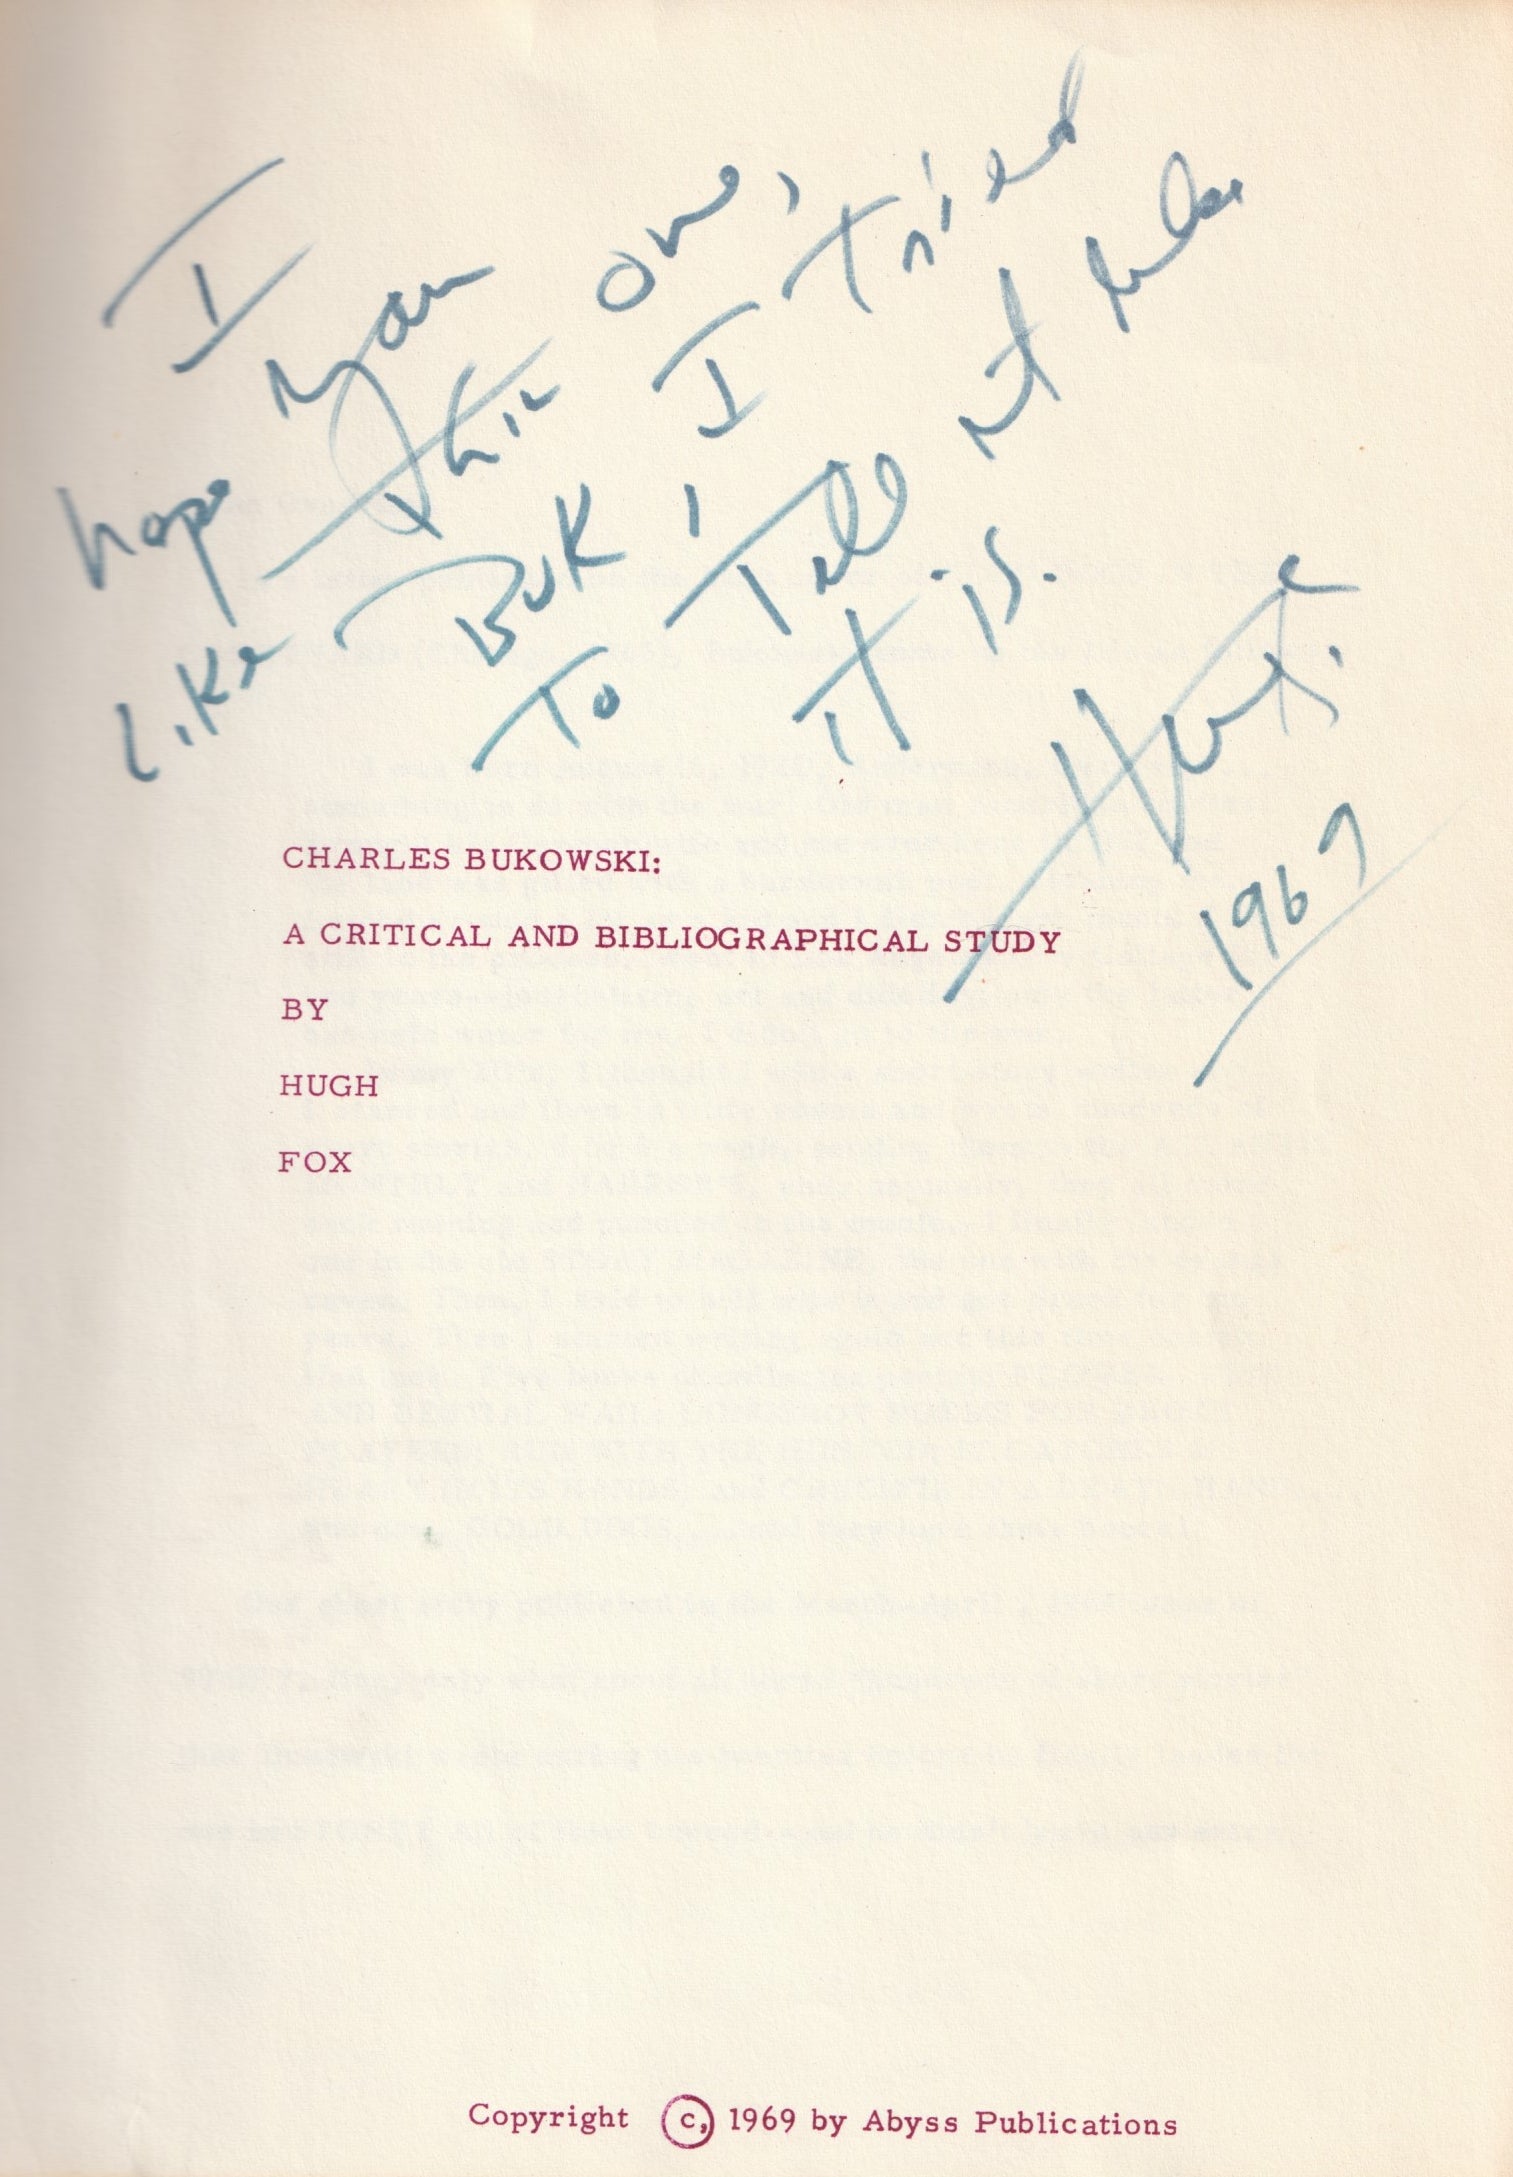 I
hope you
Like this one,
Buk, I tried
To Tell it like
it is.
1969
CHARLES BUKOWSKI:
A CRITICAL AND BIBLIOGRAPHICAL STUDY
BY
HUGH
FOX
Copyright © 1969 by Abyss Publications